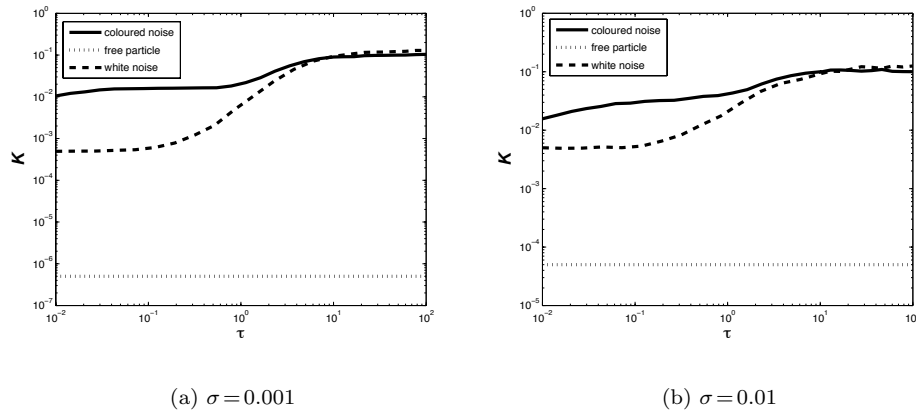 10^0
10^-1
10^-2
10^-3
10^-4
10^-5
10^-6
10^-7
K
coloured noise
free particle
white noise
10^-2 10^-1 10^0 10^1 10^2
τ
(a) σ=0.001
10^0
10^-1
10^-2
10^-3
10^-4
10^-5
K
coloured noise
free particle
white noise
10^-2 10^-1 10^0 10^1 10
τ
(b) σ=0.01